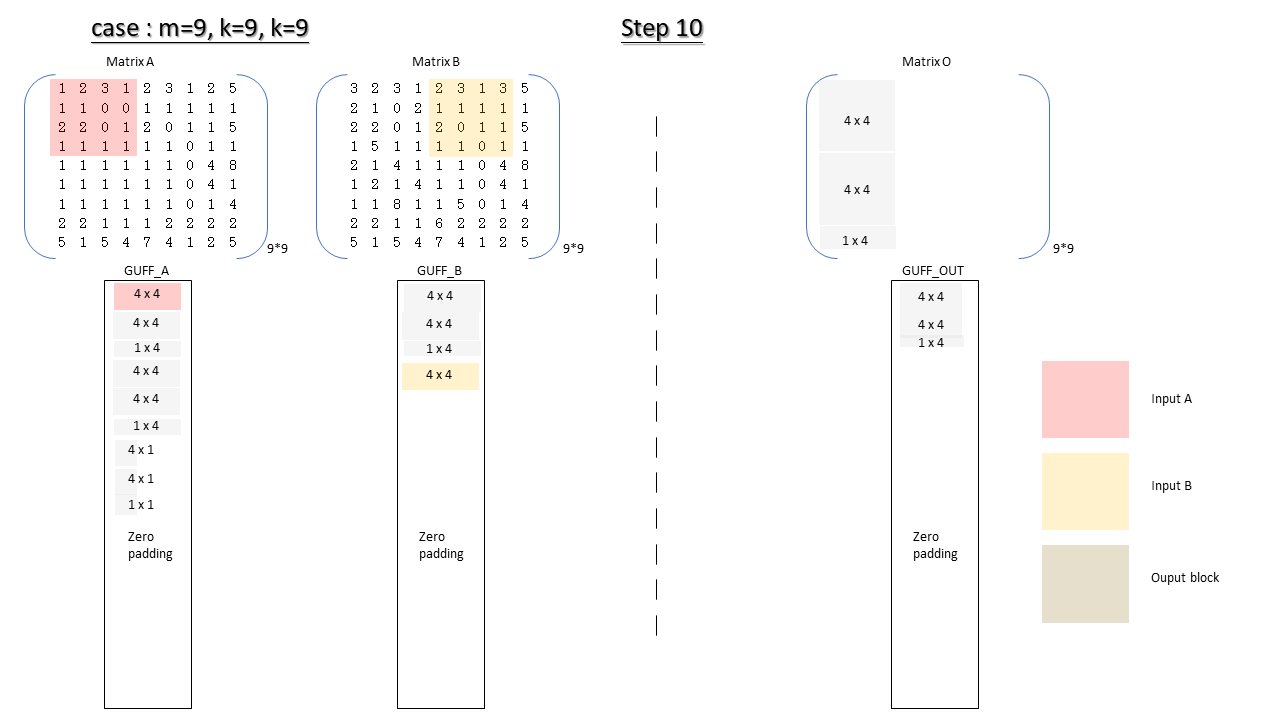 case : m=9, k=9, k=9
Step 10
Matrix A
1 2 3 1 2 3 1 2 5
1 1 0 0 1 1 1 1 1
2 2 0 1 2 0 1 1 5
1 1 1 1 1 1 0 1 1
1 1 1 1 1 1 0 4 8
1 1 1 1 1 1 0 4 1
1 1 1 1 1 1 0 1 4
2 2 1 1 1 2 2 2 2
5 1 5 4 7 4 1 2 5
9*9
Matrix B
3 2 3 1 2 3 1 3 5
2 1 0 2 1 1 1 1 1
2 2 0 1 2 0 1 1 5
1 5 1 1 1 1 0 1 1
2 1 4 1 1 1 0 4 8
1 2 1 4 1 1 0 4 1
1 1 8 1 1 5 0 1 4
2 2 1 1 6 2 2 2 2
5 1 5 4 7 4 1 2 5
9*9
Matrix O
4 x 4
4 x 4
1 x 4
9*9
GUFF_A
4 x 4
4 x 4
1 x 4
4 x 4
4 x 4
1 x 4
4 x 1
4 x 1
1 x 1
Zero
padding
GUFF_B
4 x 4
4 x 4
1 x 4
4 x 4
Zero
padding
GUFF_OUT
4 x 4
4 x 4
1 x 4
Zero
padding
Input A
Input B
Ouput block